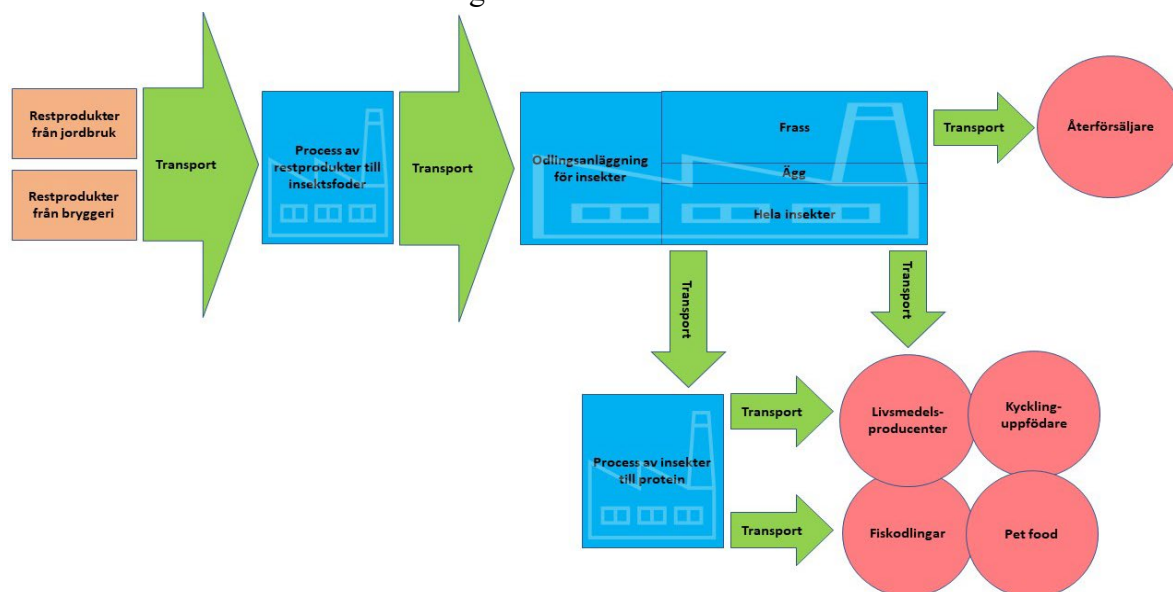 Restprodukter
från jordbruk
Restprodukter
från bryggeri
Transport
Process av
restprodukter till
insektsfoder
Transport
Odlingsanläggning
för insekter
Frass
Ägg
Hela insekter
Transport
Återförsäljare
Transport
Transport
Process av insekter
till protein
Transport
Transport
Livsmedels-
producenter
Kyckling-
uppfödare
Fiskodlingar
Pet food